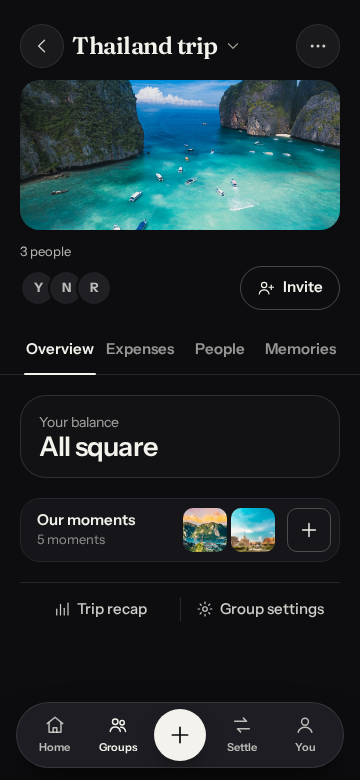 Thailand trip
3 people
Y N R
Invite
Overview Expenses People Memories
Your balance
All square
Our moments
5 moments
Trip recap Group settings
Home Groups Settle You